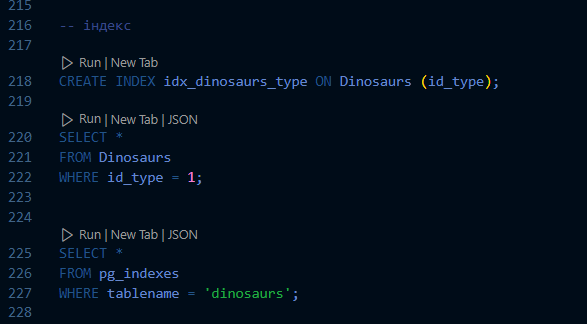 215
216 -- індекс
217
Run | New Tab
218 CREATE INDEX idx_dinosaurs_type ON Dinosaurs (id_type);
219
Run | New Tab | JSON
220 SELECT *
221 FROM Dinosaurs
222 WHERE id_type = 1;
223
224
Run | New Tab | JSON
225 SELECT *
226 FROM pg_indexes
227 WHERE tablename = 'dinosaurs';
228